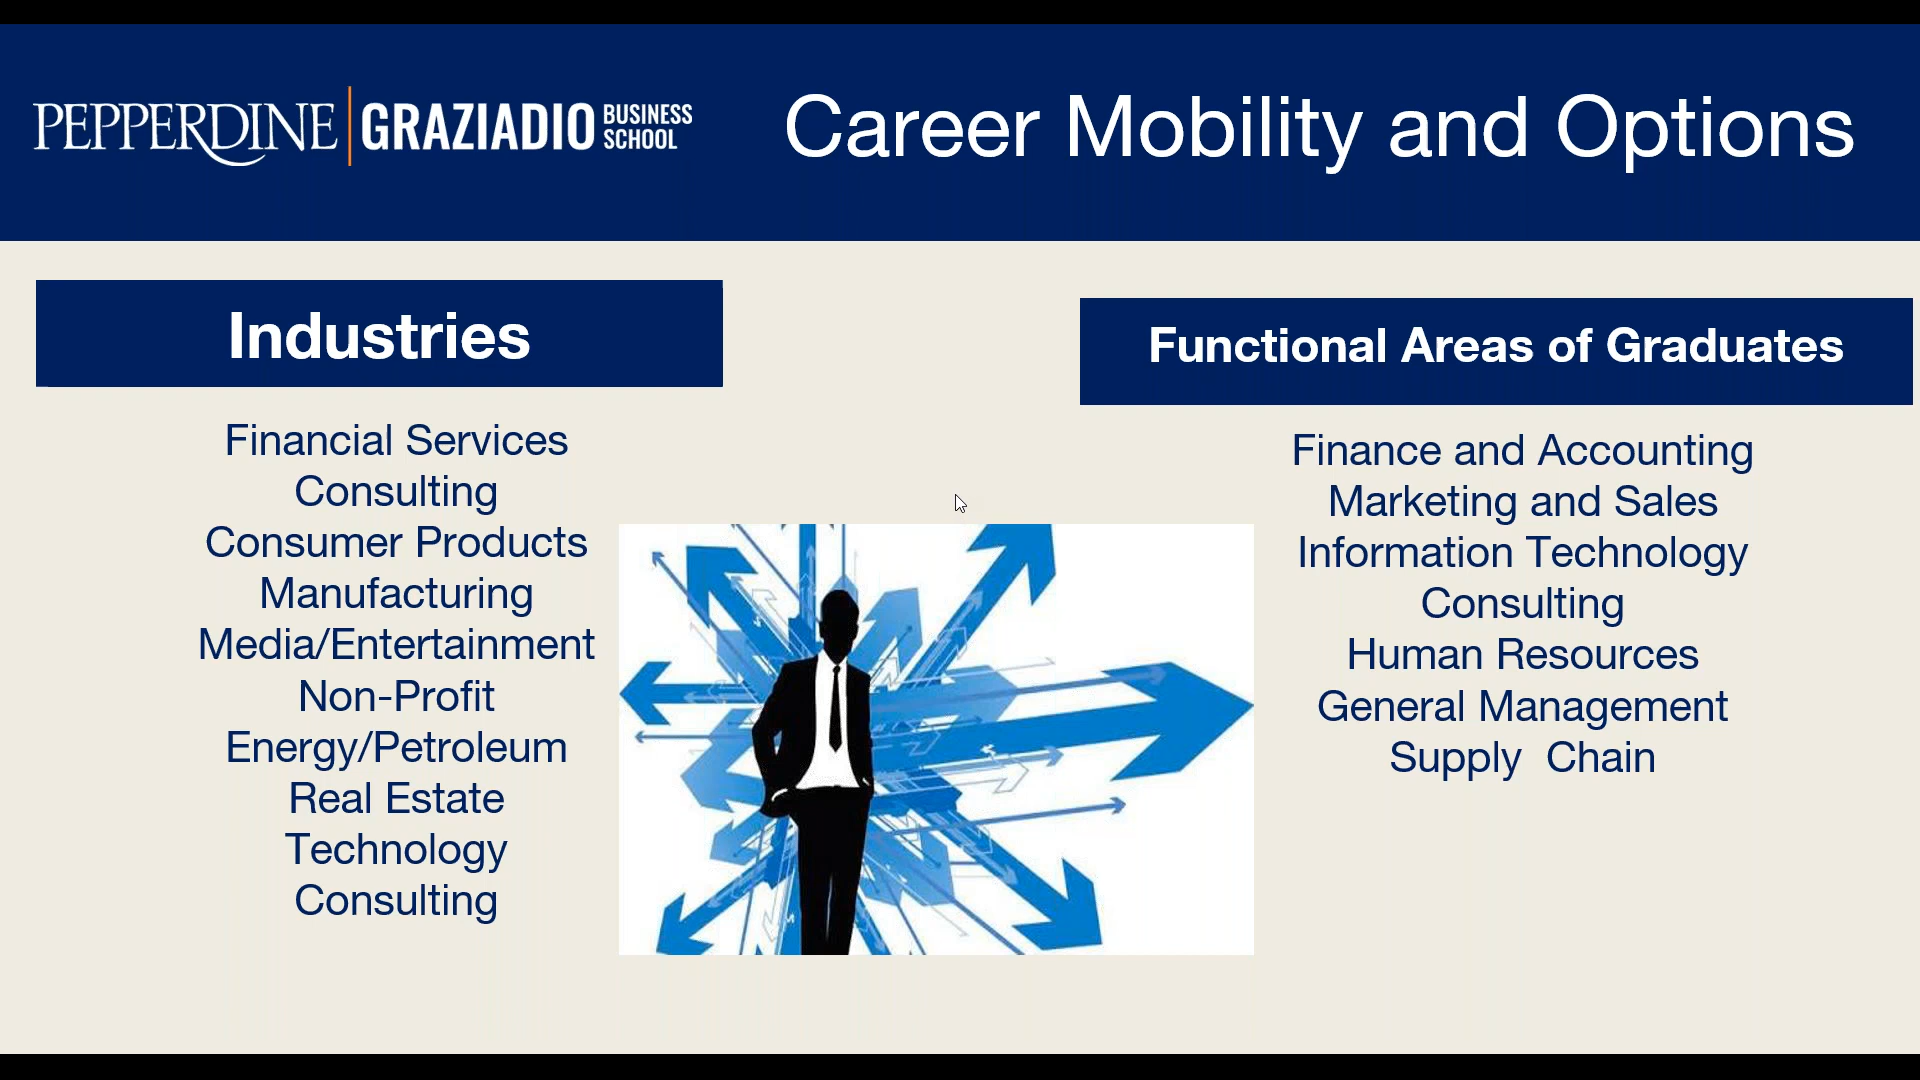 PEPPERDINE GRAZIADIO BUSINESS SCHOOL
Career Mobility and Options
Industries
Financial Services
Consulting
Consumer Products
Manufacturing
Media/Entertainment
Non-Profit
Energy/Petroleum
Real Estate
Technology
Consulting
Functional Areas of Graduates
Finance and Accounting
Marketing and Sales
Information Technology
Consulting
Human Resources
General Management
Supply  Chain